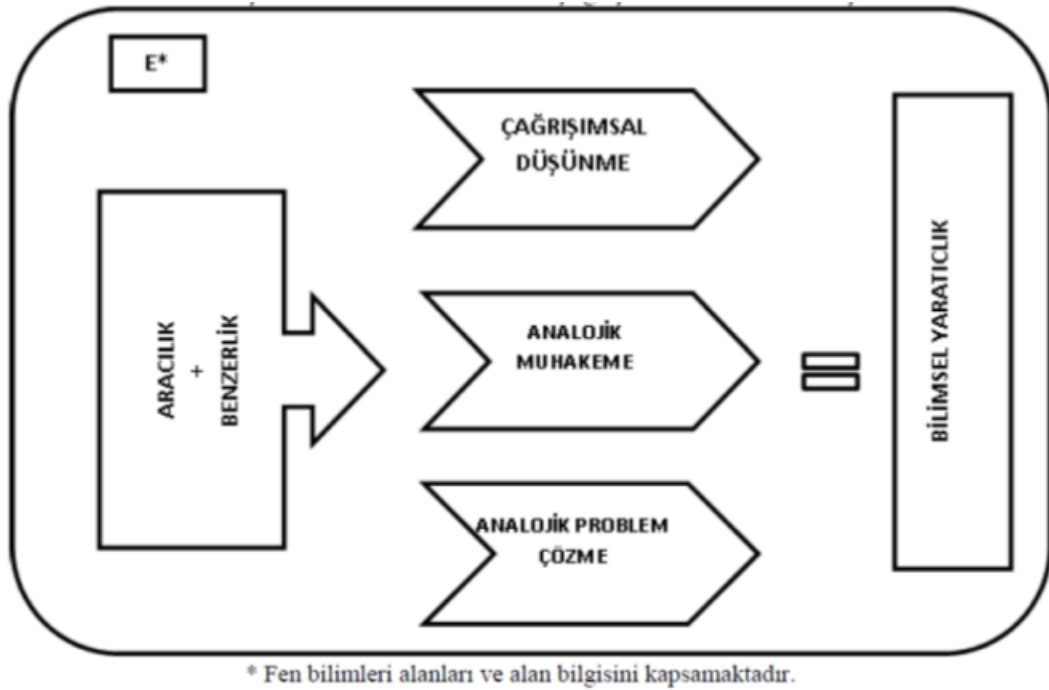 E*
ARACILIK
+
BENZERLİK
ÇAĞRIŞIMSAL
DÜŞÜNME
ANALOJİK
MUHAKEME
ANALOJİK PROBLEM
ÇÖZME
BİLİMSEL YARATICLIK
* Fen bilimleri alanları ve alan bilgisini kapsamaktadır.